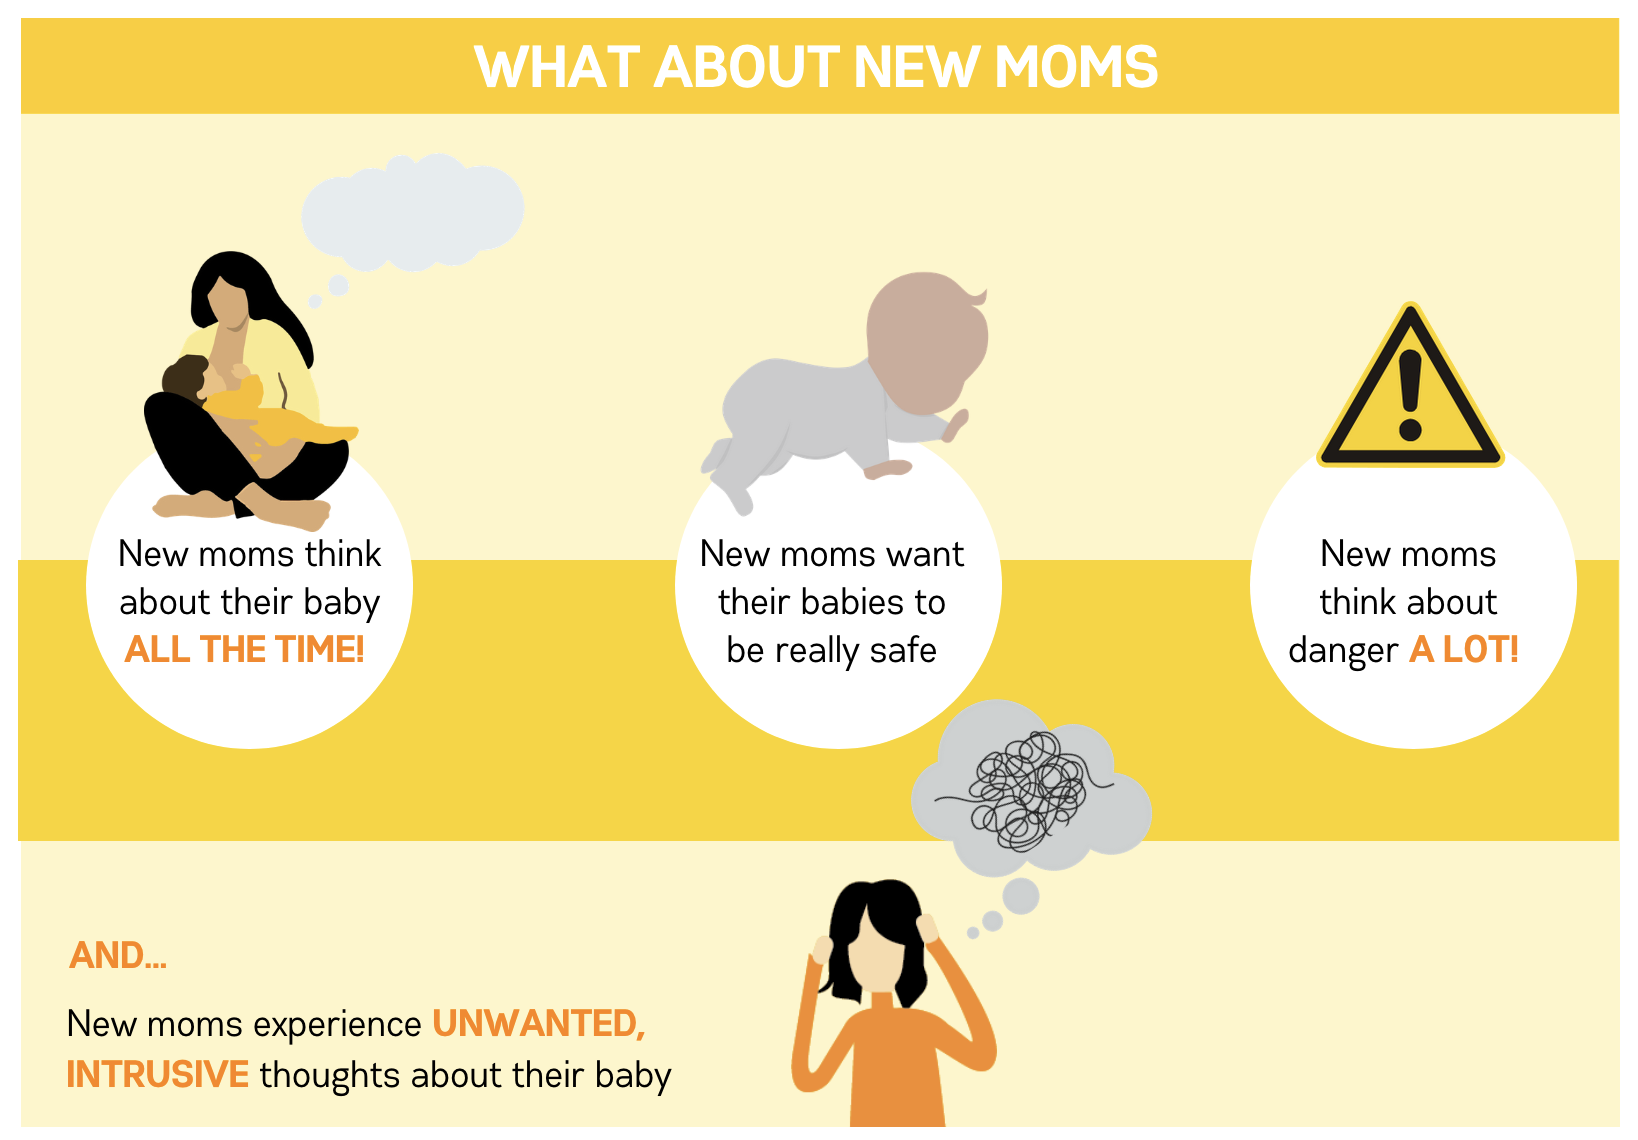 WHAT ABOUT NEW MOMS
New moms think
about their baby
ALL THE TIME!
New moms want
their babies to
be really safe
New moms
think about
danger A LOT!
AND...
New moms experience UNWANTED,
INTRUSIVE thoughts about their baby